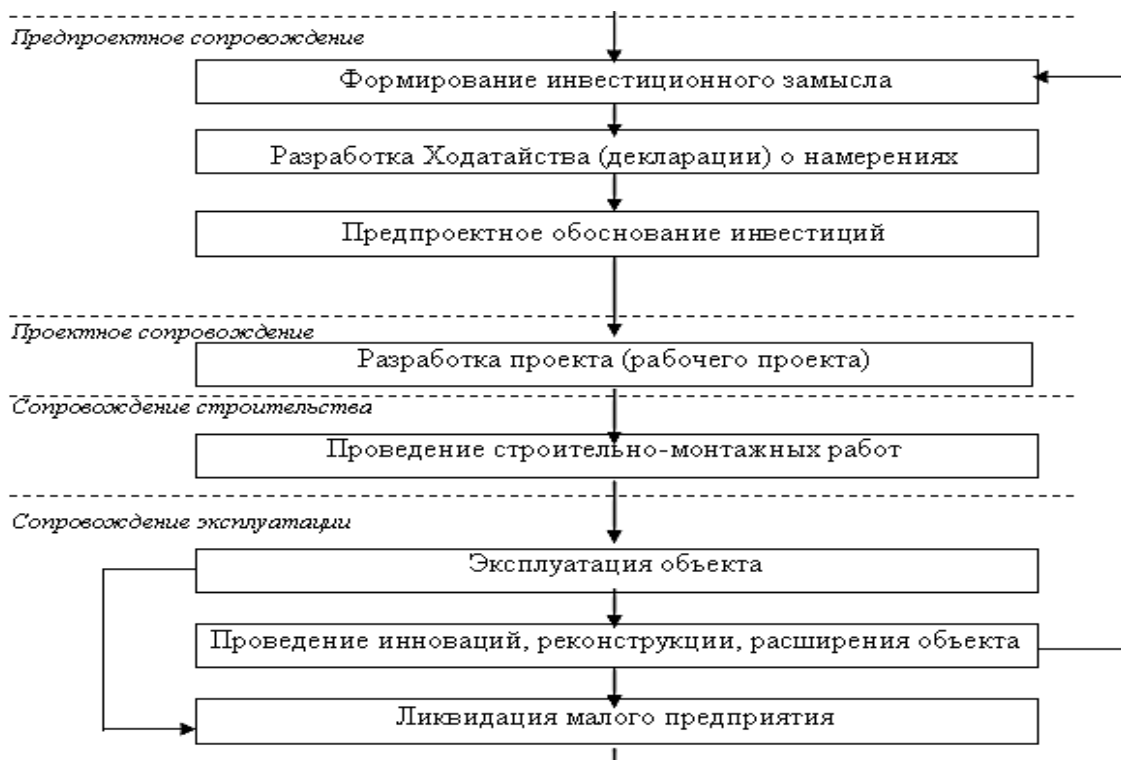 Предпроектное сопровождение
Формирование инвестиционного замысла
Разработка Ходатайства (декларации) о намерениях
Предпроектное обоснование инвестиций
Проектное сопровождение
Разработка проекта (рабочего проекта)
Сопровождение строительства
Проведение строительно-монтажных работ
Сопровождение эксплуатации
Эксплуатация объекта
Проведение инноваций, реконструкции, расширения объекта
Ликвидация малого предприятия